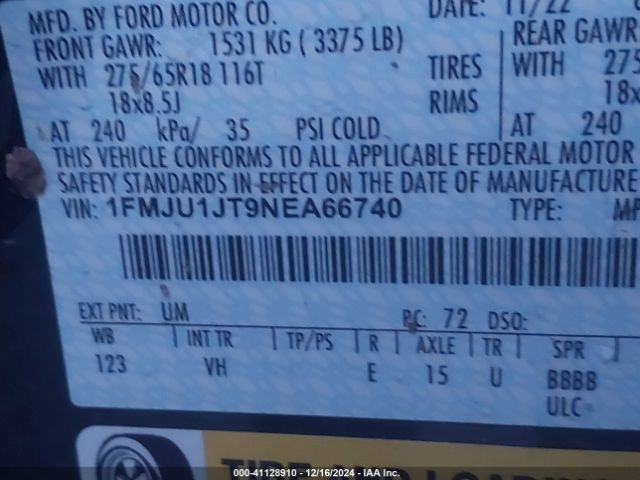 MFD. BY FORD MOTOR CO. DATE: 11/22
FRONT GAWR: 1531 KG ( 3375 LB) REAR GAWR
WITH 275/65R18 116T TIRES WITH 275
18x8.5J RIMS 18x
AT 240 kPa/ 35 PSI COLD AT 240
THIS VEHICLE CONFORMS TO ALL APPLICABLE FEDERAL MOTOR
SAFETY STANDARDS IN EFFECT ON THE DATE OF MANUFACTURE
VIN: 1FMJU1JT9NEA66740 TYPE: MP
EXT PNT: UM RC: 72 DSO:
WB INT TR TP/PS R AXLE TR SPR
123 VH E 15 U BBBB
ULC
000-41128910 - 12/16/2024 - IAA Inc.